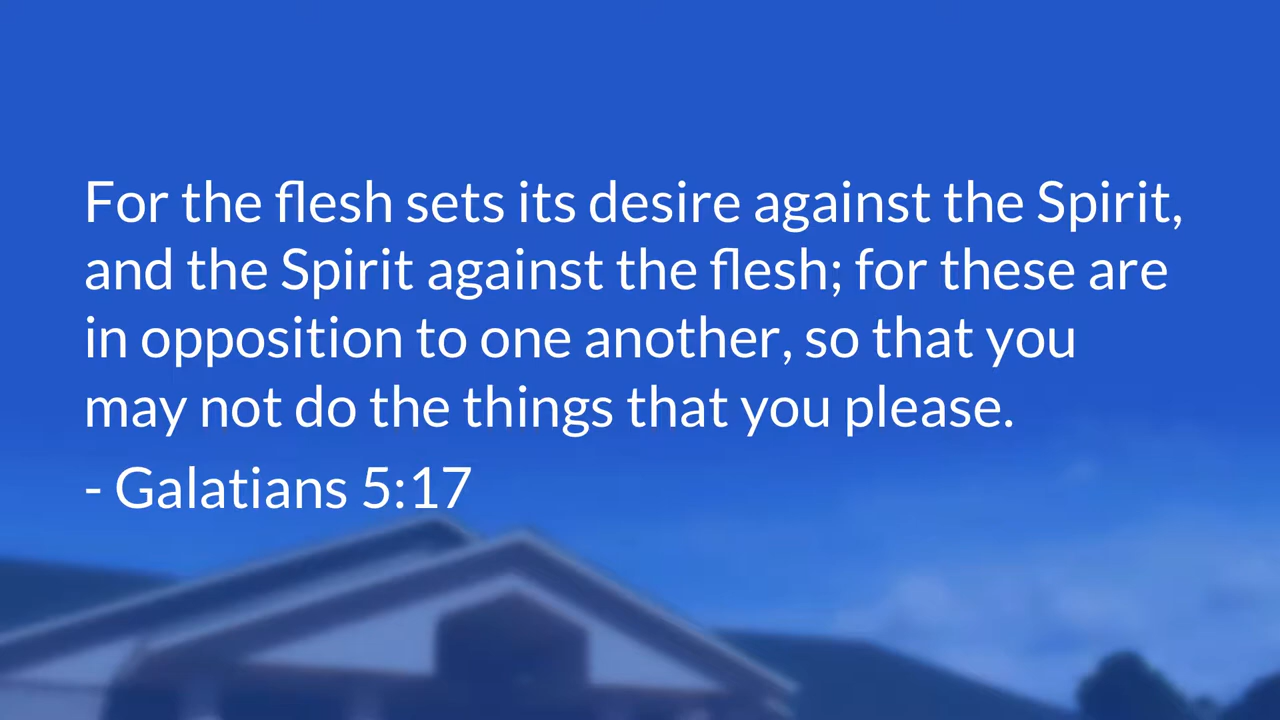 For the flesh sets its desire against the Spirit,
and the Spirit against the flesh; for these are
in opposition to one another, so that you
may not do the things that you please.
- Galatians 5:17